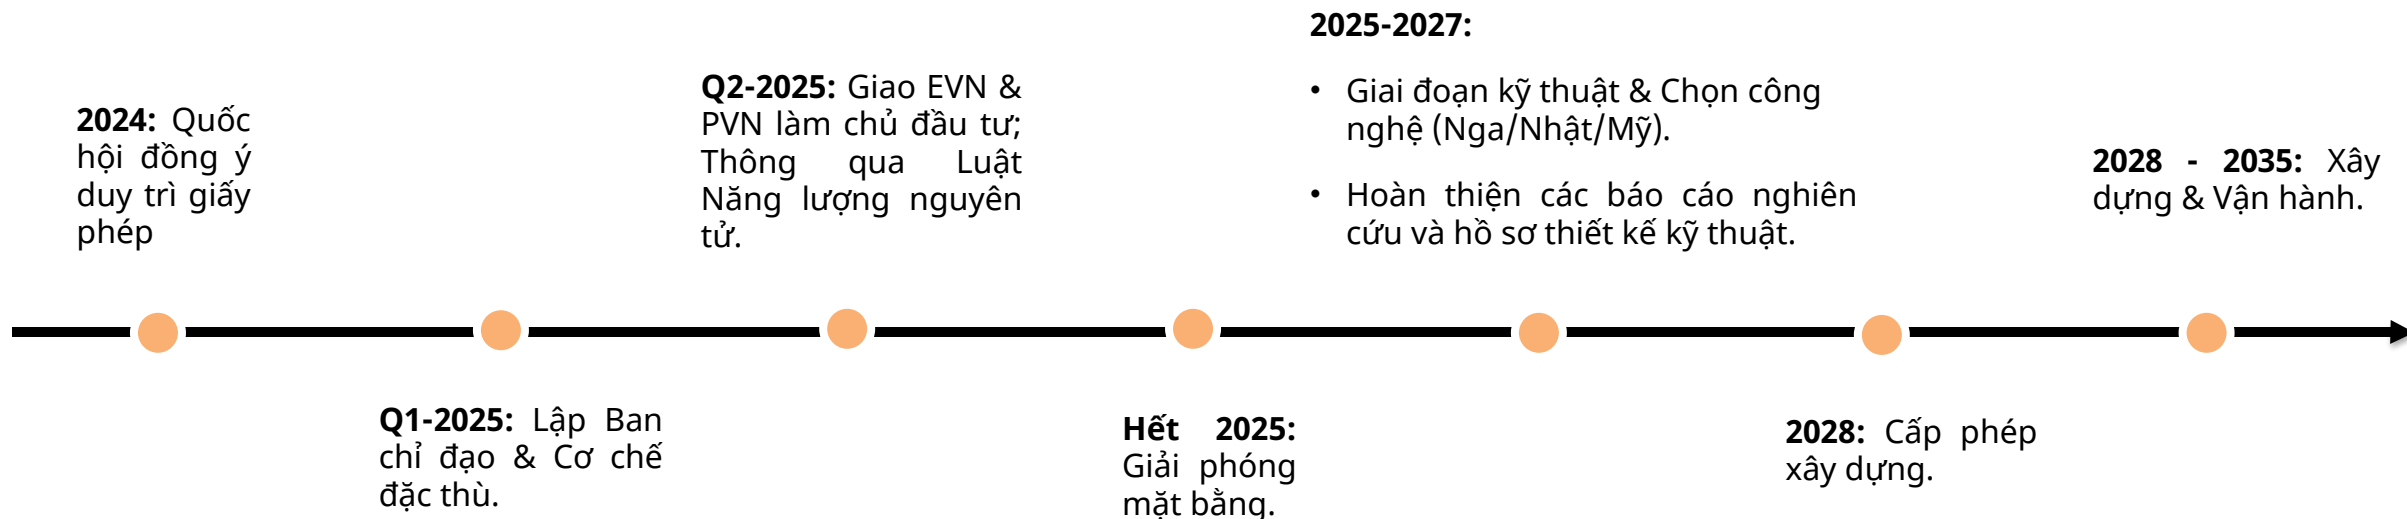 2024: Quốc
hội đồng ý
duy trì giấy
phép
Q1-2025: Lập Ban
chỉ đạo & Cơ chế
đặc thù.
Q2-2025: Giao EVN &
PVN làm chủ đầu tư;
Thông qua Luật
Năng lượng nguyên
tử.
Hết 2025:
Giải phóng
mặt bằng.
2025-2027:
• Giai đoạn kỹ thuật & Chọn công
nghệ (Nga/Nhật/Mỹ).
• Hoàn thiện các báo cáo nghiên
cứu và hồ sơ thiết kế kỹ thuật.
2028: Cấp phép
xây dựng.
2028 - 2035: Xây
dựng & Vận hành.